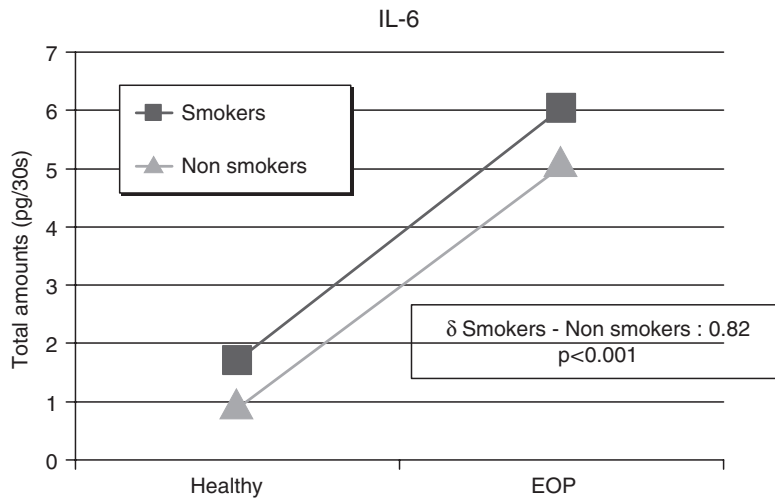 IL-6
Total amounts (pg/30s)
7
6
5
4
3
2
1
0
Smokers
Non smokers
δ Smokers - Non smokers : 0.82
p<0.001
Healthy
EOP